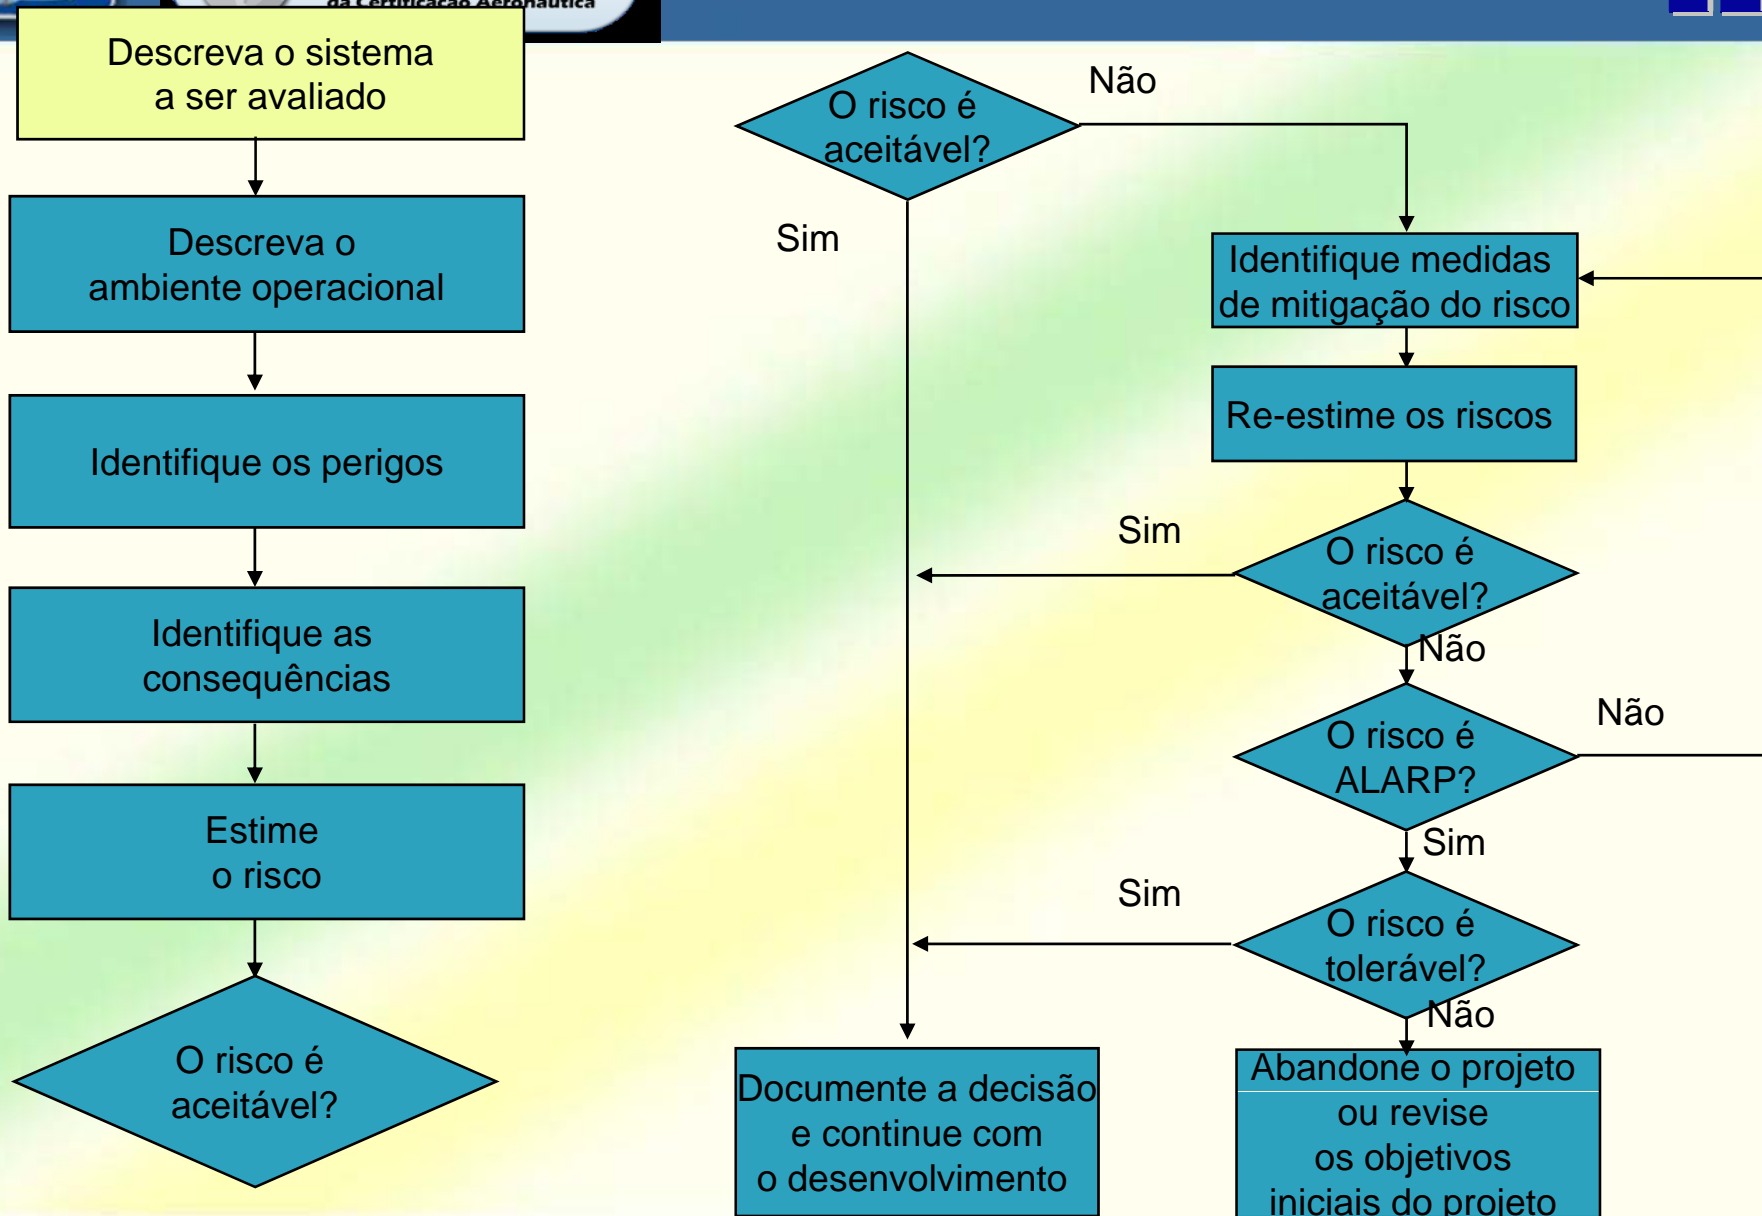 da Certificação Aeronáutica
Descreva o sistema
a ser avaliado
Descreva o
ambiente operacional
Identifique os perigos
Identifique as
consequências
Estime
o risco
O risco é
aceitável?
O risco é
aceitável?
Não
Sim
Identifique medidas
de mitigação do risco
Re-estime os riscos
O risco é
aceitável?
Sim
Não
O risco é
ALARP?
Não
Sim
O risco é
tolerável?
Sim
Não
Documente a decisão
e continue com
o desenvolvimento
Abandone o projeto
ou revise
os objetivos
iniciais do projeto